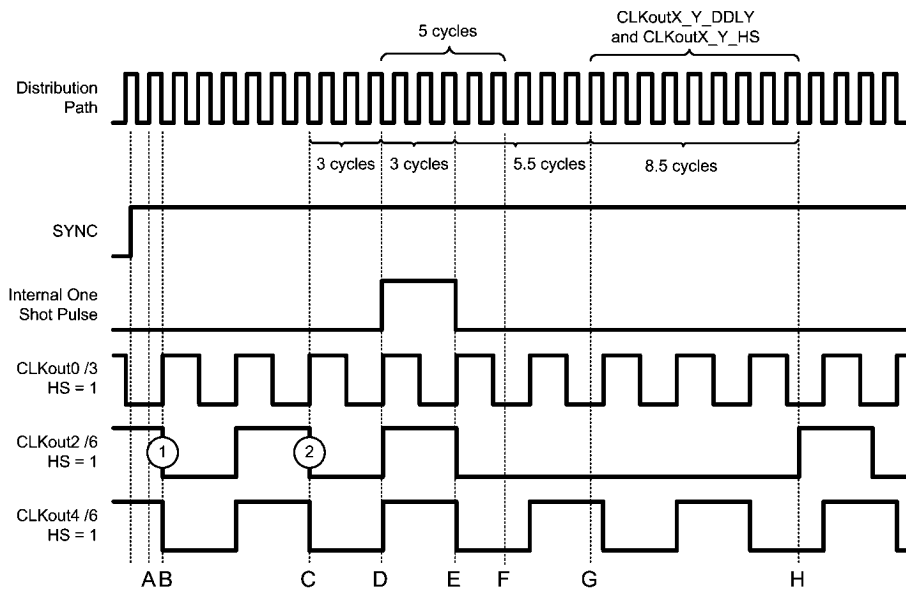 CLKoutX_Y_DDLY
and CLKoutX_Y_HS
5 cycles
Distribution
Path
3 cycles
3 cycles
5.5 cycles
8.5 cycles
SYNC
Internal One
Shot Pulse
CLKout0 /3
HS = 1
CLKout2 /6
HS = 1
1
2
CLKout4 /6
HS = 1
A B C D E F G H